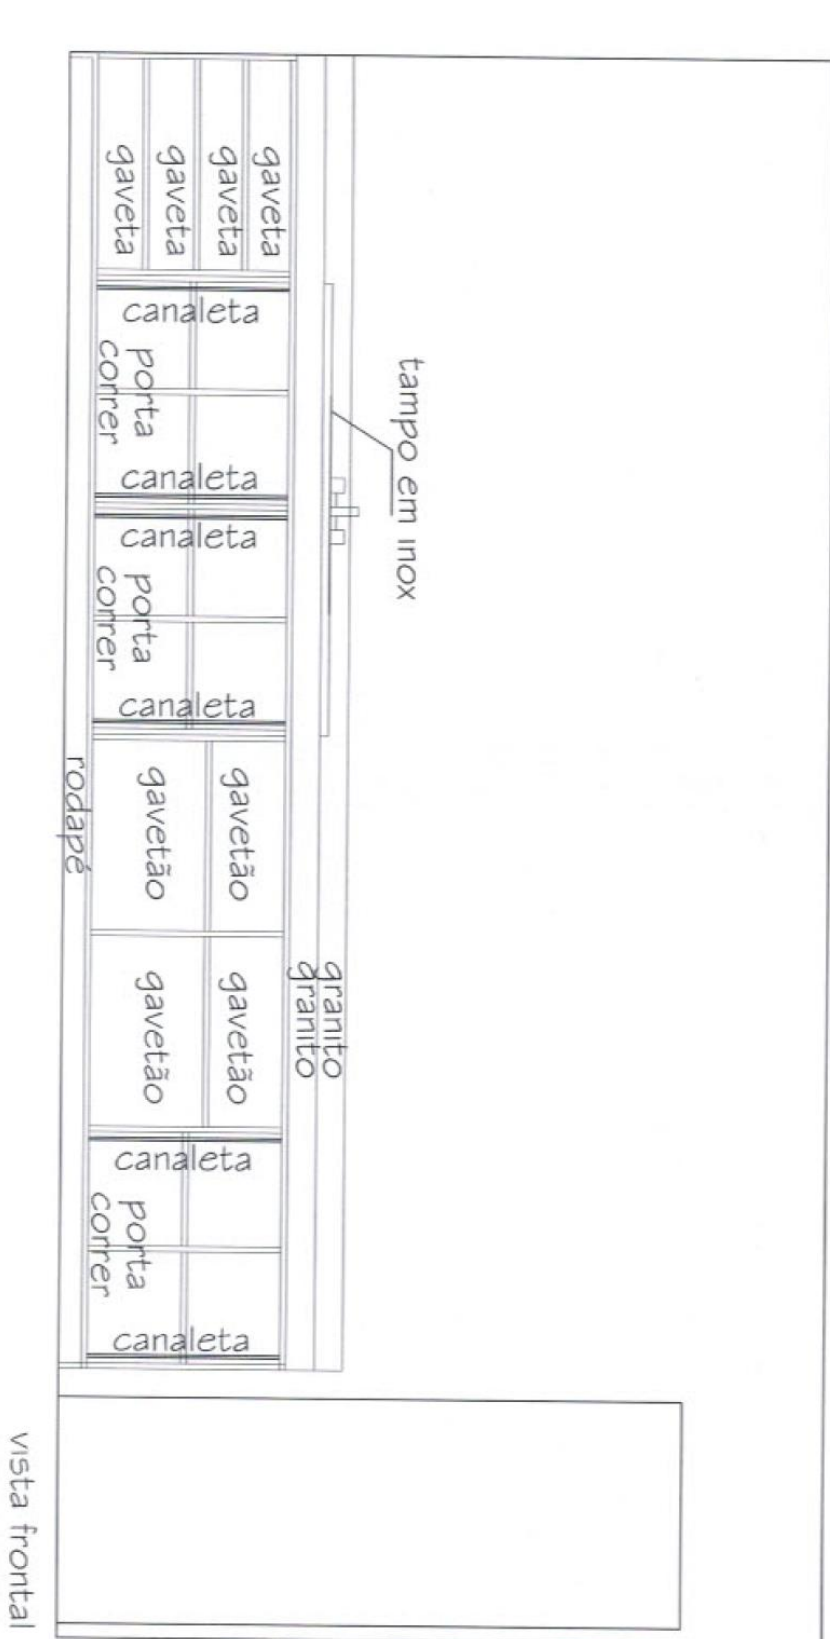 tampo em inox
granito
granito
gaveta
gaveta
gaveta
gaveta
canaleta
porta
correr
canaleta
canaleta
porta
correr
canaleta
gavetão
gavetão
gavetão
gavetão
canaleta
porta
correr
canaleta
rodapé
vista frontal